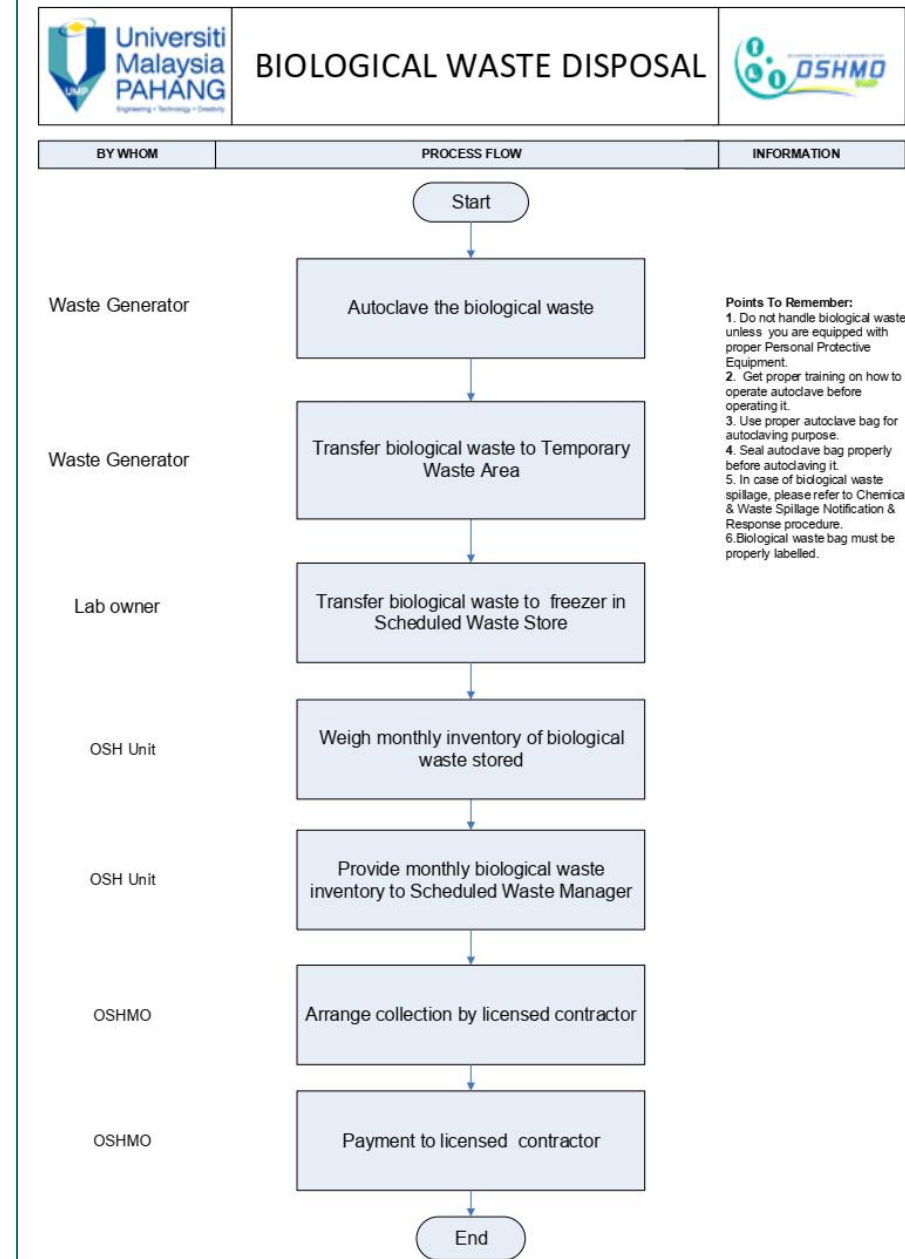 Universiti
Malaysia
PAHANG
Engineering • Technology • Creativity
UMP
BIOLOGICAL WASTE DISPOSAL
OSHMO
BY WHOM
PROCESS FLOW
INFORMATION
Start
Waste Generator
Autoclave the biological waste
Points To Remember:
1. Do not handle biological waste
unless you are equipped with
proper Personal Protective
Equipment.
2. Get proper training on how to
operate autoclave before
operating it.
3. Use proper autoclave bag for
autoclaving purpose.
4. Seal autoclave bag properly
before autoclaving it.
5. In case of biological waste
spillage, please refer to Chemical
& Waste Spillage Notification &
Response procedure.
6.Biological waste bag must be
properly labelled.
Waste Generator
Transfer biological waste to Temporary
Waste Area
Lab owner
Transfer biological waste to freezer in
Scheduled Waste Store
OSH Unit
Weigh monthly inventory of biological
waste stored
OSH Unit
Provide monthly biological waste
inventory to Scheduled Waste Manager
OSHMO
Arrange collection by licensed contractor
OSHMO
Payment to licensed contractor
End